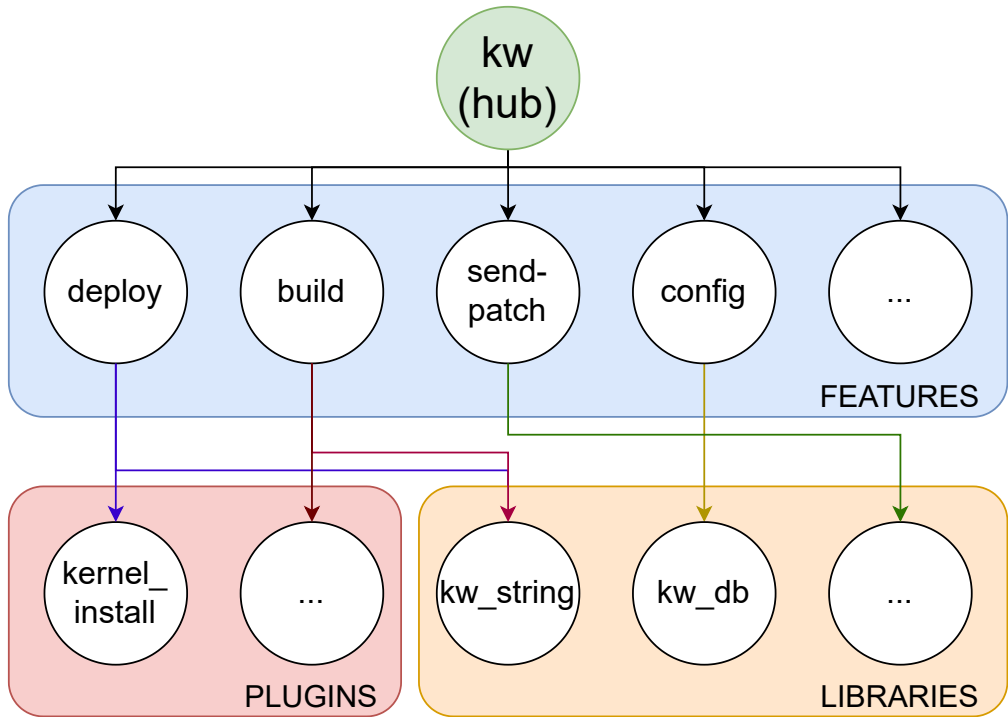 kw
(hub)
deploy
build
send-
patch
config
...
FEATURES
kernel_
install
...
kw_string
kw_db
...
PLUGINS
LIBRARIES